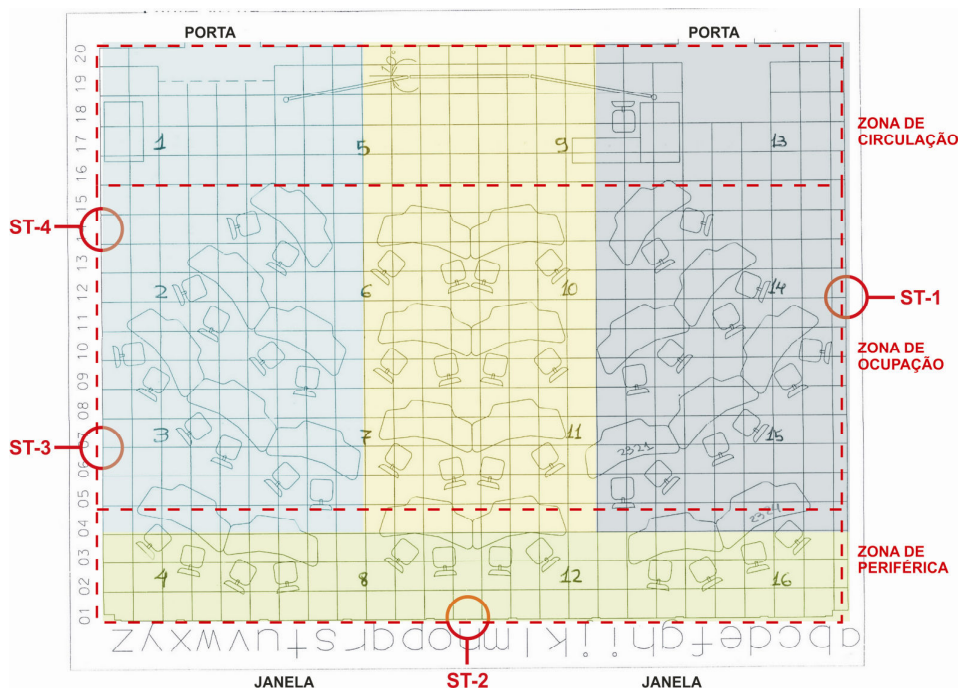 PORTA PORTA
20
19
18
17
16
15
14
13
12
11
10
09
08
07
06
05
04
03
02
01
1 5 9 13
ZONA DE
CIRCULAÇÃO
ST-4
2 6 10 14
ST-1
ZONA DE
OCUPAÇÃO
ST-3
3 7 11 15
2321
2324
ZONA DE
PERIFÉRICA
4 8 12 16
Z Y X W V U T S R Q P O N M L K J I H G F E D C B A
JANELA ST-2 JANELA